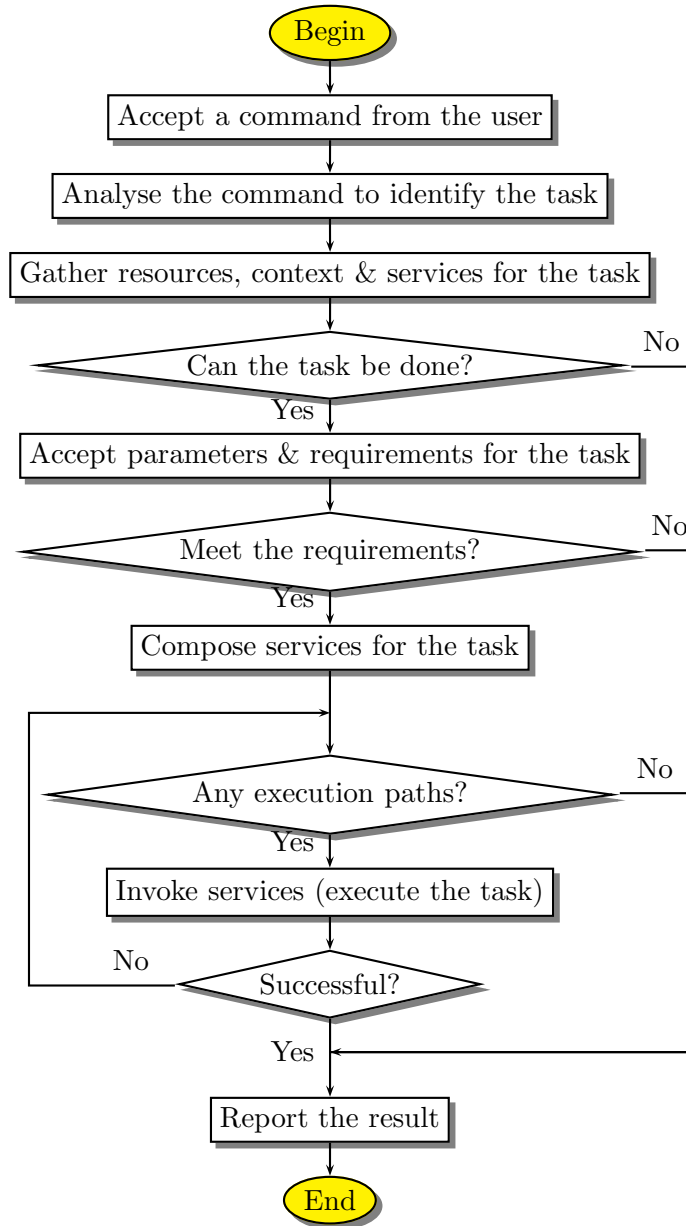 Begin
Accept a command from the user
Analyse the command to identify the task
Gather resources, context & services for the task
Can the task be done?
No
Yes
Accept parameters & requirements for the task
Meet the requirements?
No
Yes
Compose services for the task
Any execution paths?
No
Yes
Invoke services (execute the task)
No
Successful?
Yes
Report the result
End